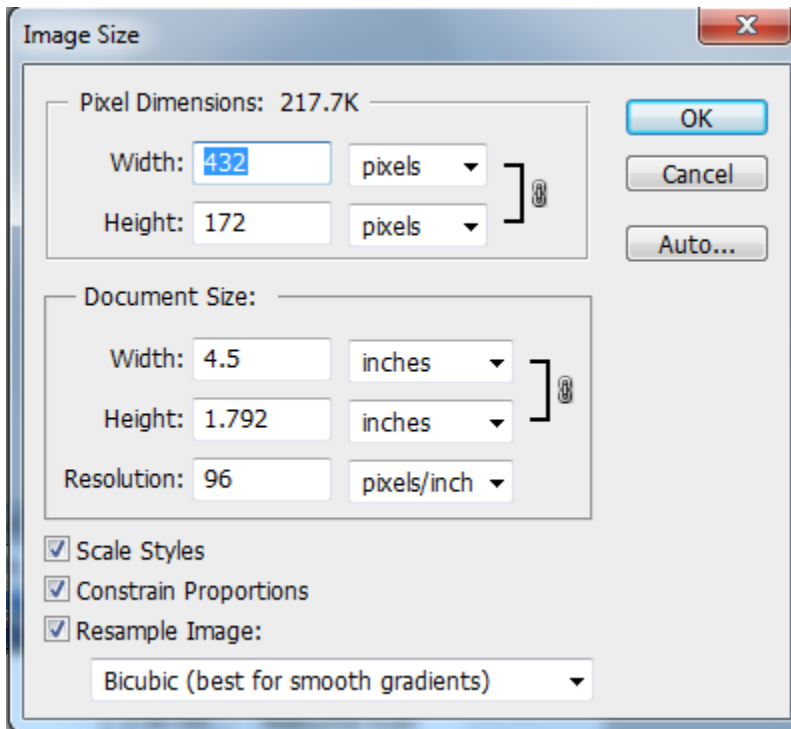 Image Size
Pixel Dimensions: 217.7K
OK
Width: 432 pixels
Cancel
Height: 172 pixels
Auto...
Document Size:
Width: 4.5 inches
Height: 1.792 inches
Resolution: 96 pixels/inch
Scale Styles
Constrain Proportions
Resample Image:
Bicubic (best for smooth gradients)